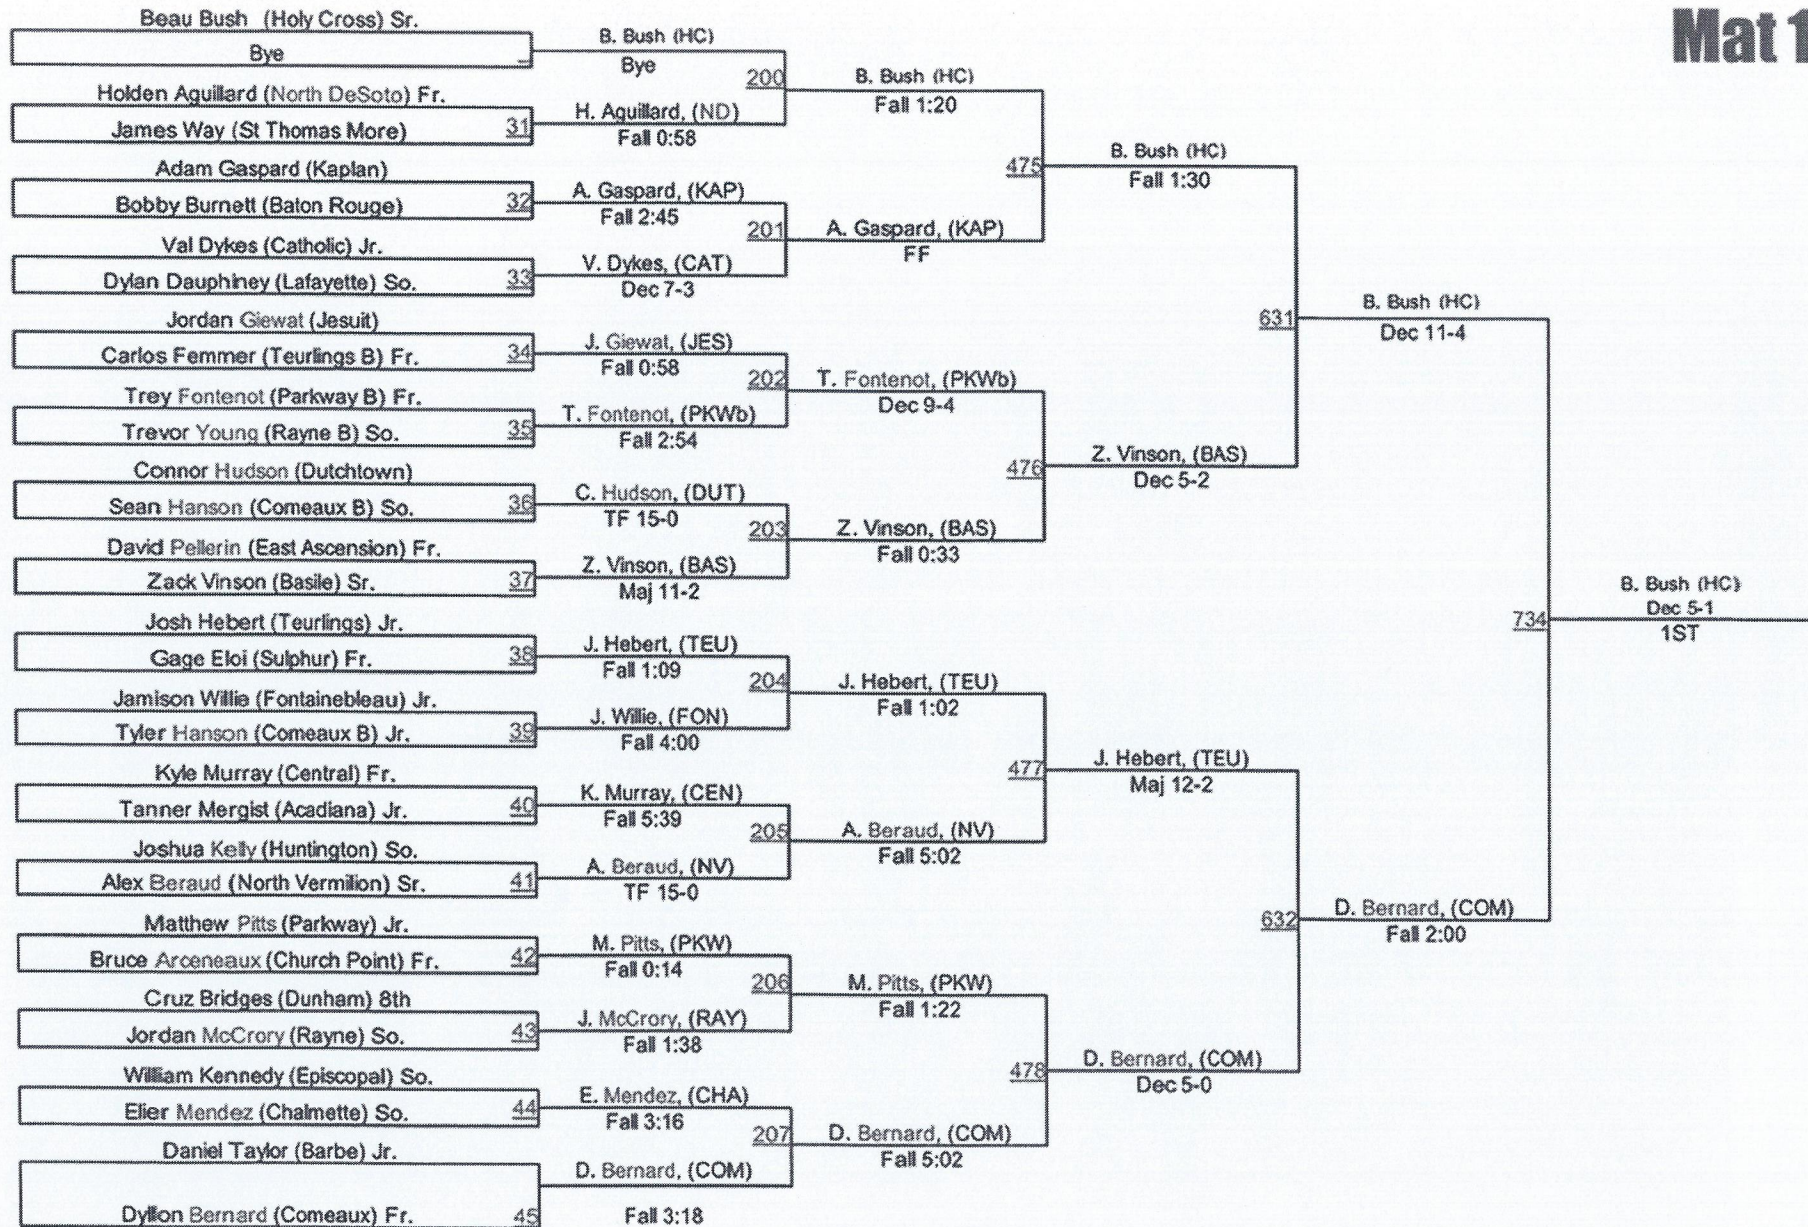 Mat 1
Beau Bush (Holy Cross) Sr.
Bye
Holden Aguillard (North DeSoto) Fr.
James Way (St Thomas More) 31
Adam Gaspard (Kaplan)
Bobby Burnett (Baton Rouge) 32
Val Dykes (Catholic) Jr.
Dylan Dauphiney (Lafayette) So. 33
Jordan Giewat (Jesuit)
Carlos Femmer (Teurlings B) Fr. 34
Trey Fontenot (Parkway B) Fr.
Trevor Young (Rayne B) So. 35
Connor Hudson (Dutchtown)
Sean Hanson (Comeaux B) So. 36
David Pellerin (East Ascension) Fr.
Zack Vinson (Basile) Sr. 37
Josh Hebert (Teurlings) Jr.
Gage Eloi (Sulphur) Fr. 38
Jamison Willie (Fontainebleau) Jr.
Tyler Hanson (Comeaux B) Jr. 39
Kyle Murray (Central) Fr.
Tanner Mergist (Acadiana) Jr. 40
Joshua Kelly (Huntington) So.
Alex Beraud (North Vermilion) Sr. 41
Matthew Pitts (Parkway) Jr.
Bruce Arceneaux (Church Point) Fr. 42
Cruz Bridges (Dunham) 8th
Jordan McCrory (Rayne) So. 43
William Kennedy (Episcopal) So.
Elier Mendez (Chalmette) So. 44
Daniel Taylor (Barbe) Jr.
Dyllon Bernard (Comeaux) Fr. 45
B. Bush (HC)
Bye
200
H. Aguillard, (ND)
Fall 0:58
A. Gaspard, (KAP)
Fall 2:45
201
V. Dykes, (CAT)
Dec 7-3
J. Giewat, (JES)
Fall 0:58
202
T. Fontenot, (PKWb)
Fall 2:54
C. Hudson, (DUT)
TF 15-0
203
Z. Vinson, (BAS)
Maj 11-2
J. Hebert, (TEU)
Fall 1:09
204
J. Willie, (FON)
Fall 4:00
K. Murray, (CEN)
Fall 5:39
205
A. Beraud, (NV)
TF 15-0
M. Pitts, (PKW)
Fall 0:14
206
J. McCrory, (RAY)
Fall 1:38
E. Mendez, (CHA)
Fall 3:16
207
D. Bernard, (COM)
Fall 3:18
B. Bush (HC)
Fall 1:20
475
A. Gaspard, (KAP)
FF
T. Fontenot, (PKWb)
Dec 9-4
476
Z. Vinson, (BAS)
Fall 0:33
J. Hebert, (TEU)
Fall 1:02
477
A. Beraud, (NV)
Fall 5:02
M. Pitts, (PKW)
Fall 1:22
478
D. Bernard, (COM)
Fall 5:02
B. Bush (HC)
Fall 1:30
631
Z. Vinson, (BAS)
Dec 5-2
J. Hebert, (TEU)
Maj 12-2
632
D. Bernard, (COM)
Dec 5-0
B. Bush (HC)
Dec 11-4
734
D. Bernard, (COM)
Fall 2:00
B. Bush (HC)
Dec 5-1
1ST